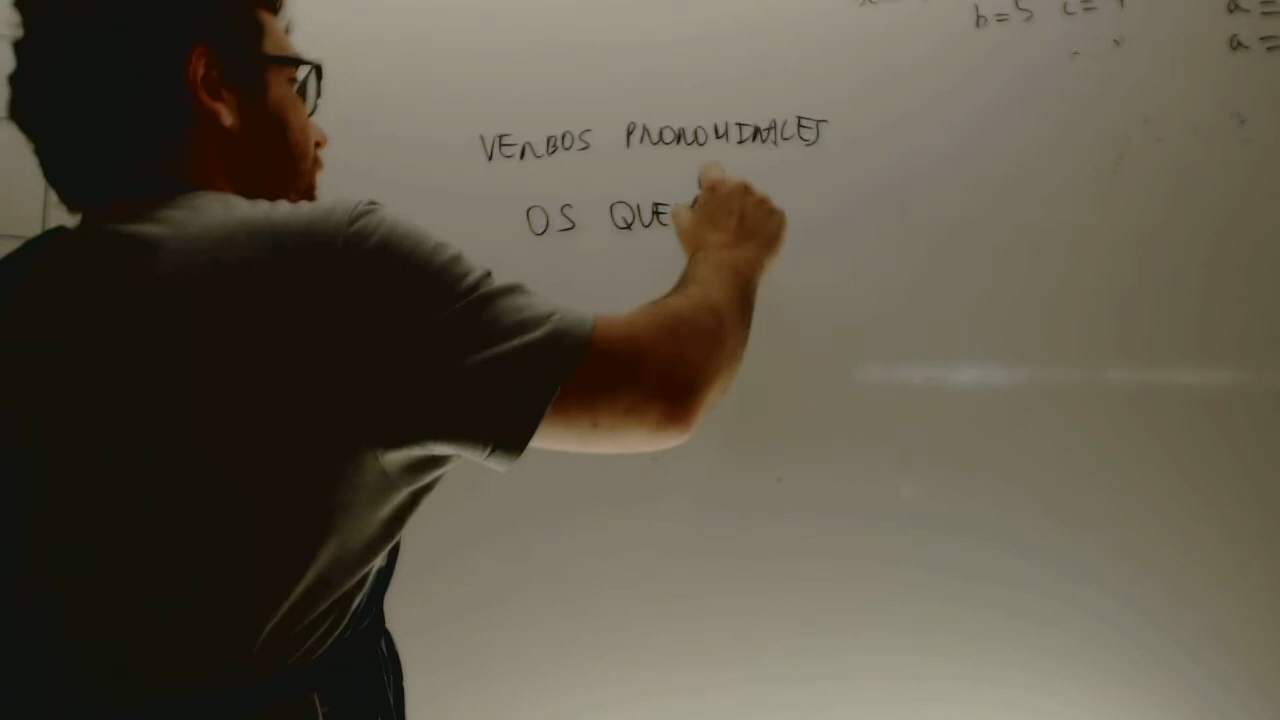 b=5 c=
a=
a=
VERBOS PRONOMINALES
OS QUE